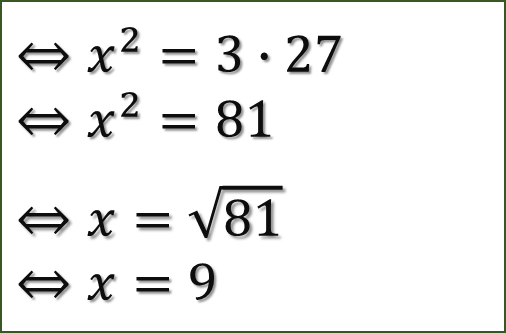 ⇔ x² = 3 · 27
⇔ x² = 81
⇔ x = √81
⇔ x = 9